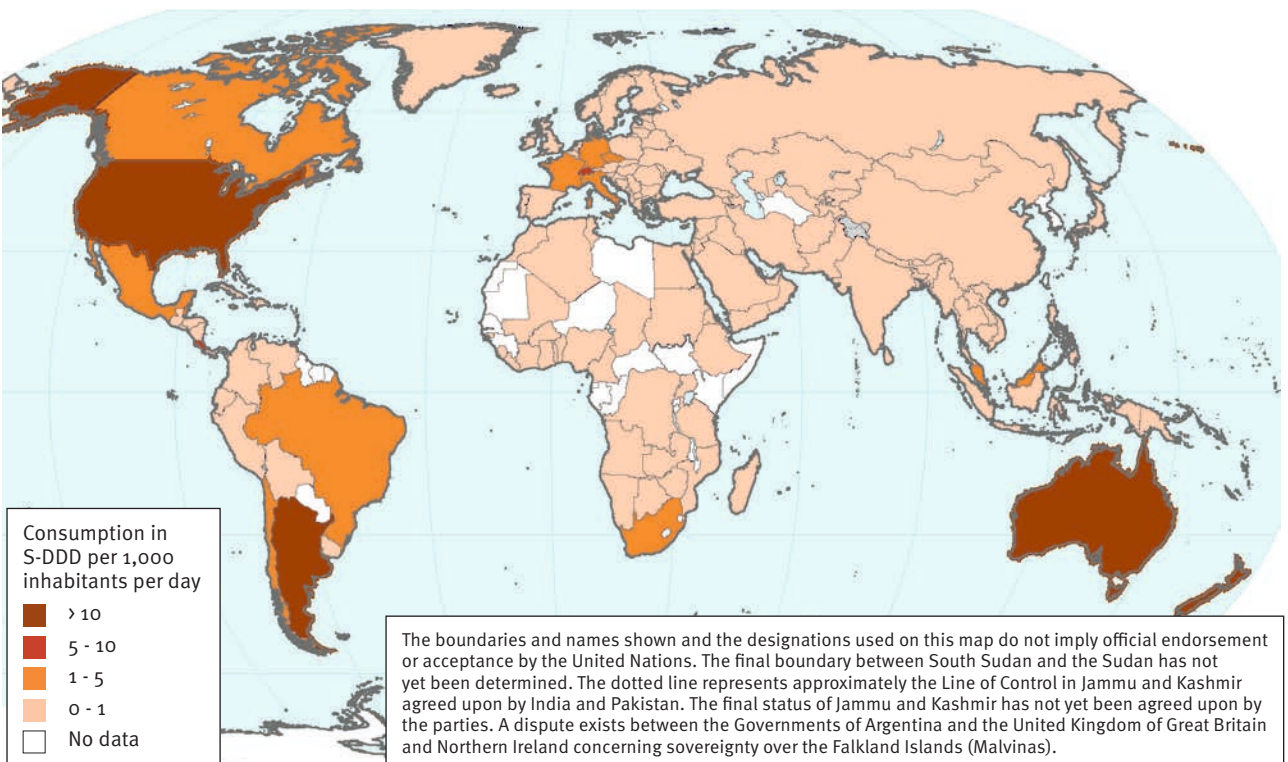 Consumption in
S-DDD per 1,000
inhabitants per day
> 10
5 - 10
1 - 5
0 - 1
No data
The boundaries and names shown and the designations used on this map do not imply official endorsement
or acceptance by the United Nations. The final boundary between South Sudan and the Sudan has not
yet been determined. The dotted line represents approximately the Line of Control in Jammu and Kashmir
agreed upon by India and Pakistan. The final status of Jammu and Kashmir has not yet been agreed upon by
the parties. A dispute exists between the Governments of Argentina and the United Kingdom of Great Britain
and Northern Ireland concerning sovereignty over the Falkland Islands (Malvinas).